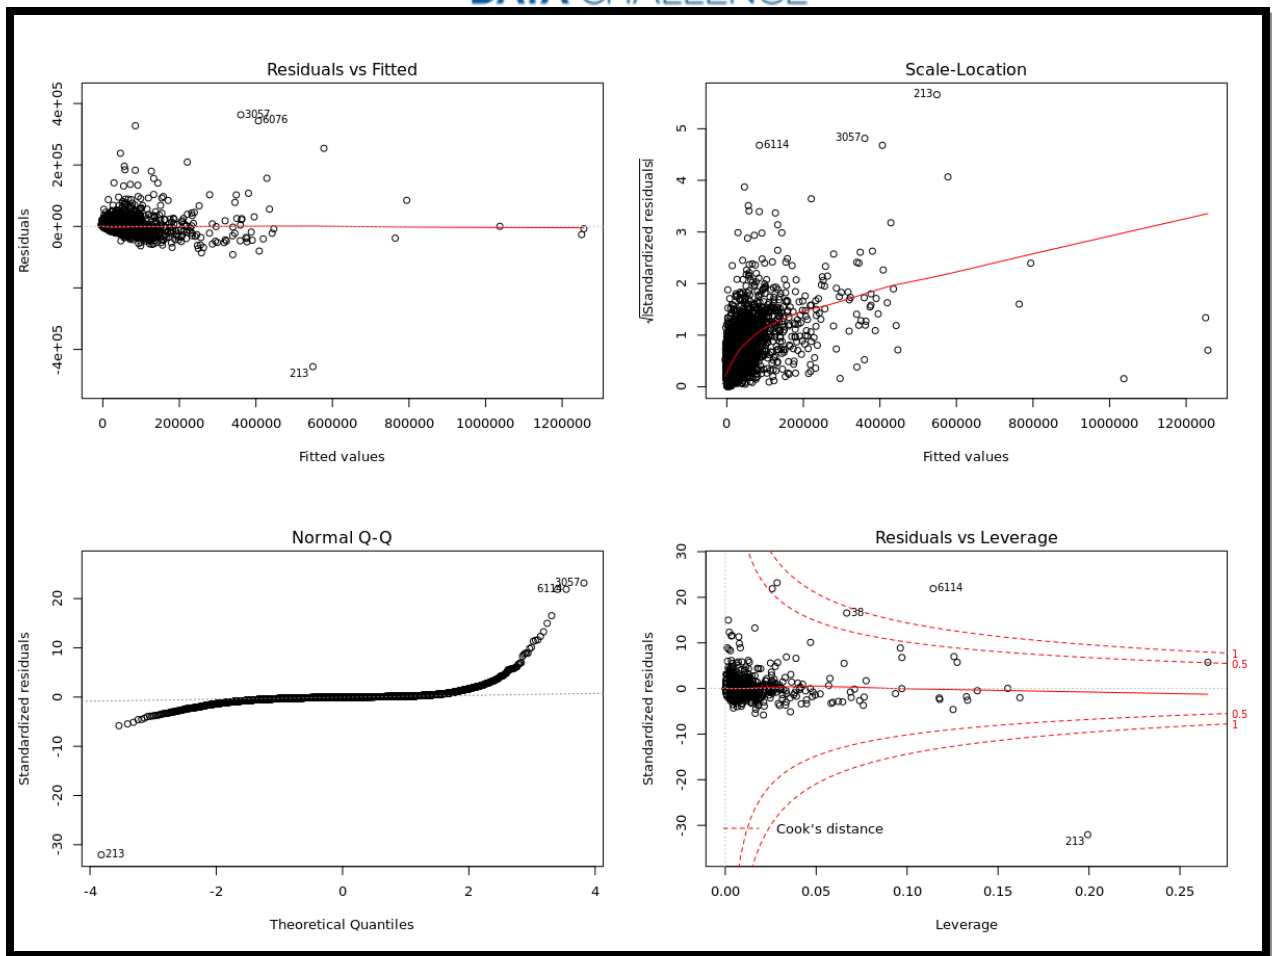 DATA CHALLENGE
Residuals vs Fitted
Residuals
4e+05
2e+05
0e+00
-4e+05
3057
6076
213
0 200000 400000 600000 800000 1000000 1200000
Fitted values
Scale-Location
√|Standardized residuals|
5
4
3
2
1
0
213
6114
3057
0 200000 400000 600000 800000 1000000 1200000
Fitted values
Normal Q-Q
Standardized residuals
20
10
0
-10
-20
-30
3057
6114
213
-4 -2 0 2 4
Theoretical Quantiles
Residuals vs Leverage
Standardized residuals
30
20
10
0
-10
-20
-30
6114
38
1
0.5
0.5
1
Cook's distance
213
0.00 0.05 0.10 0.15 0.20 0.25
Leverage